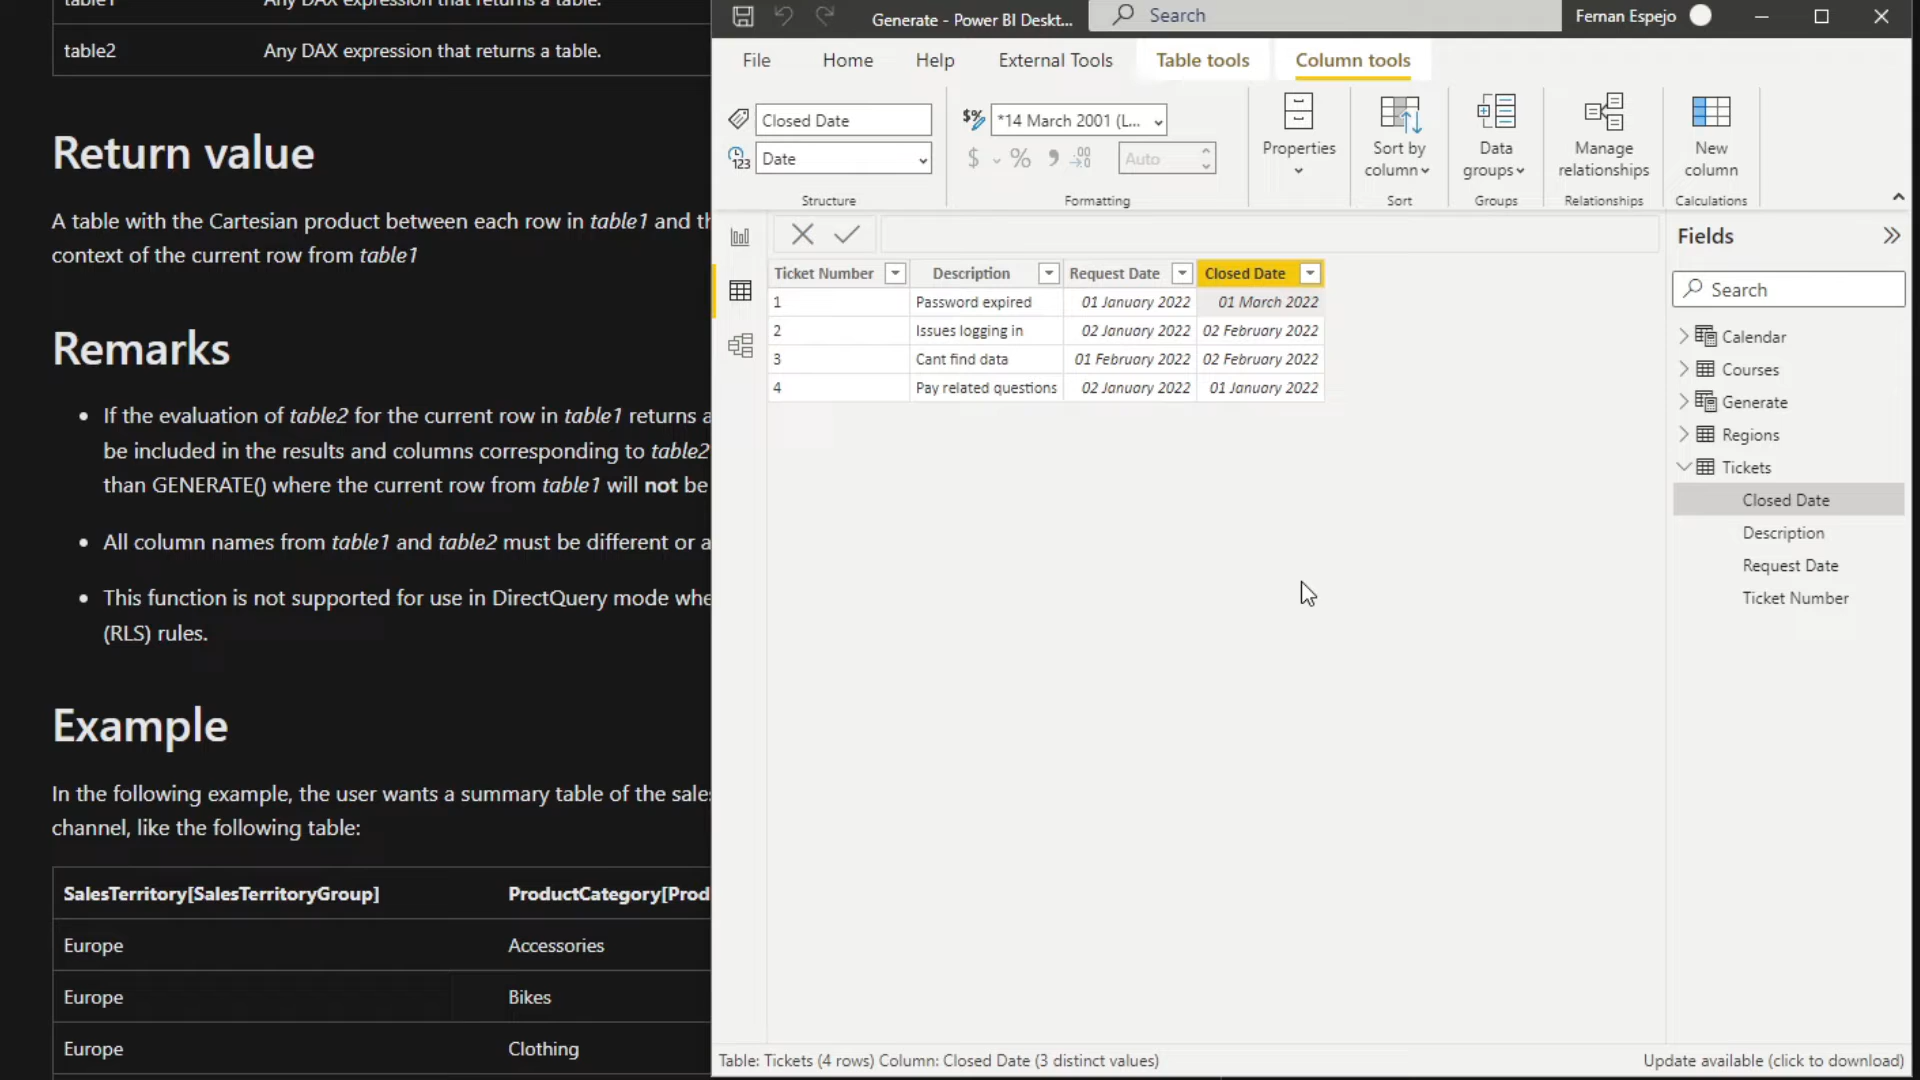 table1 Any DAX expression that returns a table.
table2 Any DAX expression that returns a table.
Return value
A table with the Cartesian product between each row in table1 and th
context of the current row from table1
Remarks
If the evaluation of table2 for the current row in table1 returns a
be included in the results and columns corresponding to table2
than GENERATE() where the current row from table1 will not be
All column names from table1 and table2 must be different or a
This function is not supported for use in DirectQuery mode whe
(RLS) rules.
Example
In the following example, the user wants a summary table of the sales
channel, like the following table:
SalesTerritory[SalesTerritoryGroup] ProductCategory[Prod
Europe Accessories
Europe Bikes
Europe Clothing
Generate - Power BI Deskt... Search Fernan Espejo
File Home Help External Tools Table tools Column tools
Closed Date
Date
Structure
*14 March 2001 (L...
$ % 9 .00 Auto
Formatting
Properties
Sort by
column
Sort
Data
groups
Groups
Manage
relationships
Relationships
New
column
Calculations
Ticket Number Description Request Date Closed Date
1 Password expired 01 January 2022 01 March 2022
2 Issues logging in 02 January 2022 02 February 2022
3 Cant find data 01 February 2022 02 February 2022
4 Pay related questions 02 January 2022 01 January 2022
Fields
Search
Calendar
Courses
Generate
Regions
Tickets
Closed Date
Description
Request Date
Ticket Number
Table: Tickets (4 rows) Column: Closed Date (3 distinct values) Update available (click to download)